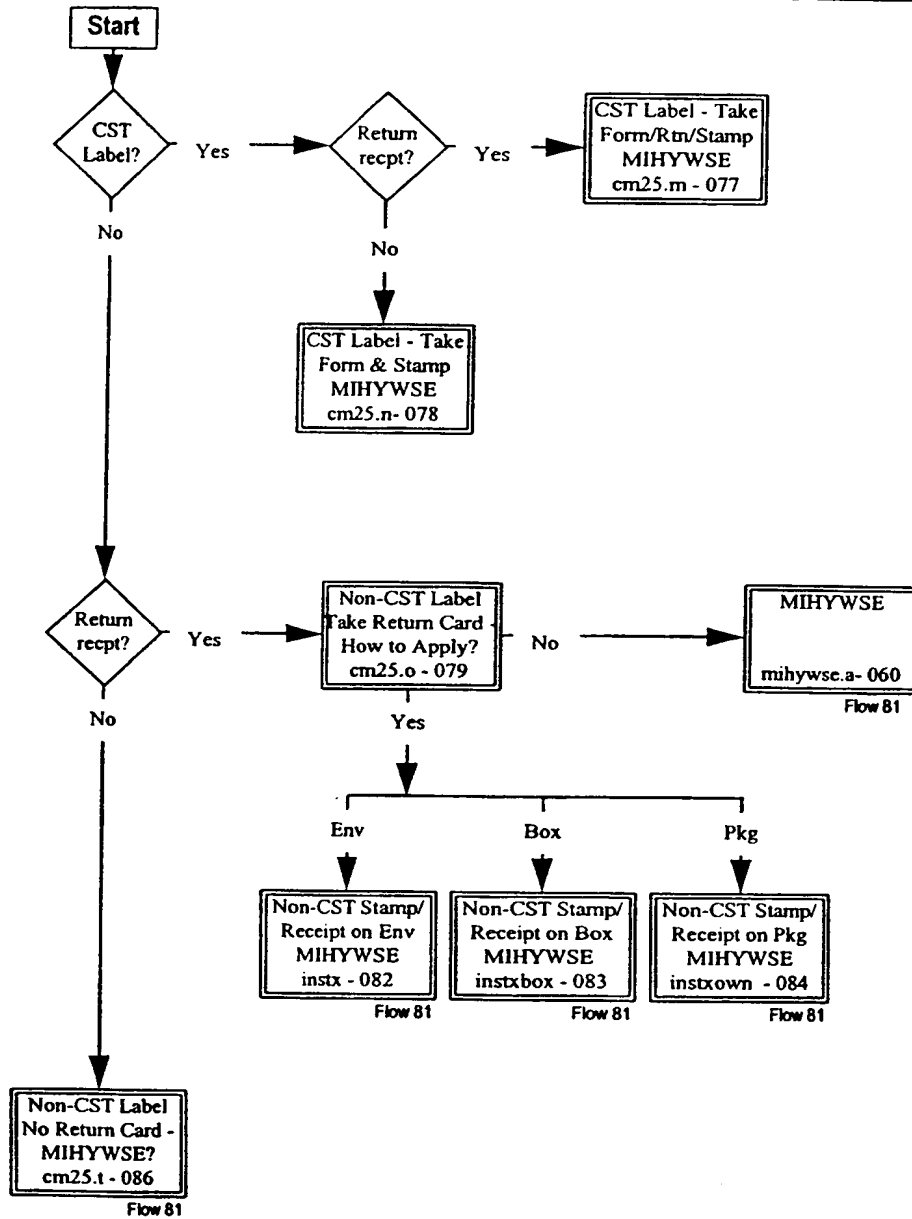 Start
CST
Label?
Yes
Return
recpt?
Yes
CST Label - Take
Form/Rtn/Stamp
MIHYWSE
cm25.m - 077
No
No
CST Label - Take
Form & Stamp
MIHYWSE
cm25.n- 078
Return
recpt?
Yes
Non-CST Label
Take Return Card -
How to Apply?
cm25.o - 079
No
MIHYWSE
mihywse.a- 060
Flow 81
No
Yes
Env
Box
Pkg
Non-CST Stamp/
Receipt on Env
MIHYWSE
instx - 082
Flow 81
Non-CST Stamp/
Receipt on Box
MIHYWSE
instxbox - 083
Flow 81
Non-CST Stamp/
Receipt on Pkg
MIHYWSE
instxown - 084
Flow 81
Non-CST Label
No Return Card -
MIHYWSE?
cm25.t - 086
Flow 81